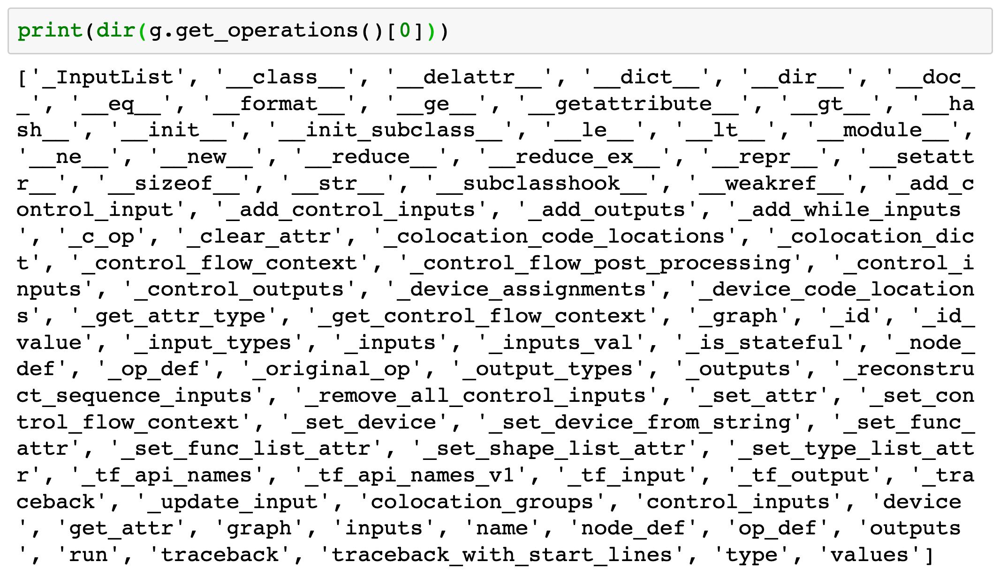 print(dir(g.get_operations()[0]))
['_InputList', '__class__', '__delattr__', '__dict__', '__dir__', '__doc_
_', '__eq__', '__format__', '__ge__', '__getattribute__', '__gt__', '__ha
sh__', '__init__', '__init_subclass__', '__le__', '__lt__', '__module__',
'__ne__', '__new__', '__reduce__', '__reduce_ex__', '__repr__', '__setatt
r__', '__sizeof__', '__str__', '__subclasshook__', '__weakref__', '_add_c
ontrol_input', '_add_control_inputs', '_add_outputs', '_add_while_inputs
', '_c_op', '_clear_attr', '_colocation_code_locations', '_colocation_dic
t', '_control_flow_context', '_control_flow_post_processing', '_control_i
nputs', '_control_outputs', '_device_assignments', '_device_code_location
s', '_get_attr_type', '_get_control_flow_context', '_graph', '_id', '_id_
value', '_input_types', '_inputs', '_inputs_val', '_is_stateful', '_node_
def', '_op_def', '_original_op', '_output_types', '_outputs', '_reconstru
ct_sequence_inputs', '_remove_all_control_inputs', '_set_attr', '_set_con
trol_flow_context', '_set_device', '_set_device_from_string', '_set_func_
attr', '_set_func_list_attr', '_set_shape_list_attr', '_set_type_list_att
r', '_tf_api_names', '_tf_api_names_v1', '_tf_input', '_tf_output', '_tra
ceback', '_update_input', 'colocation_groups', 'control_inputs', 'device
', 'get_attr', 'graph', 'inputs', 'name', 'node_def', 'op_def', 'outputs
', 'run', 'traceback', 'traceback_with_start_lines', 'type', 'values']